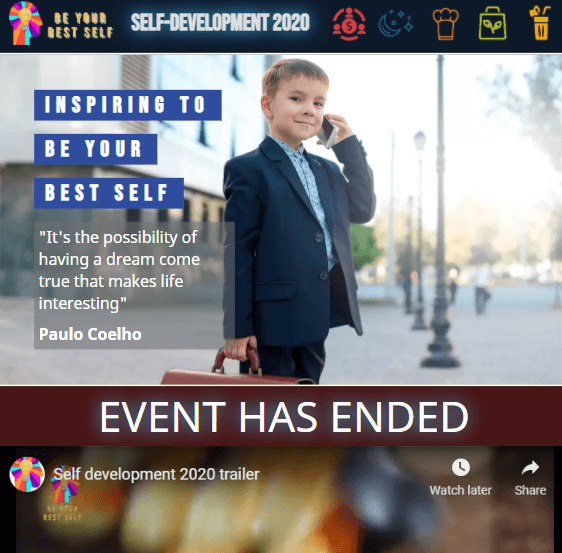 BE YOUR
BEST SELF
SELF-DEVELOPMENT 2020
INSPIRING TO
BE YOUR
BEST SELF
"It's the possibility of
having a dream come
true that makes life
interesting"
Paulo Coelho
EVENT HAS ENDED
Self development 2020 trailer
Watch later
Share
BE YOUR
BEST SELF